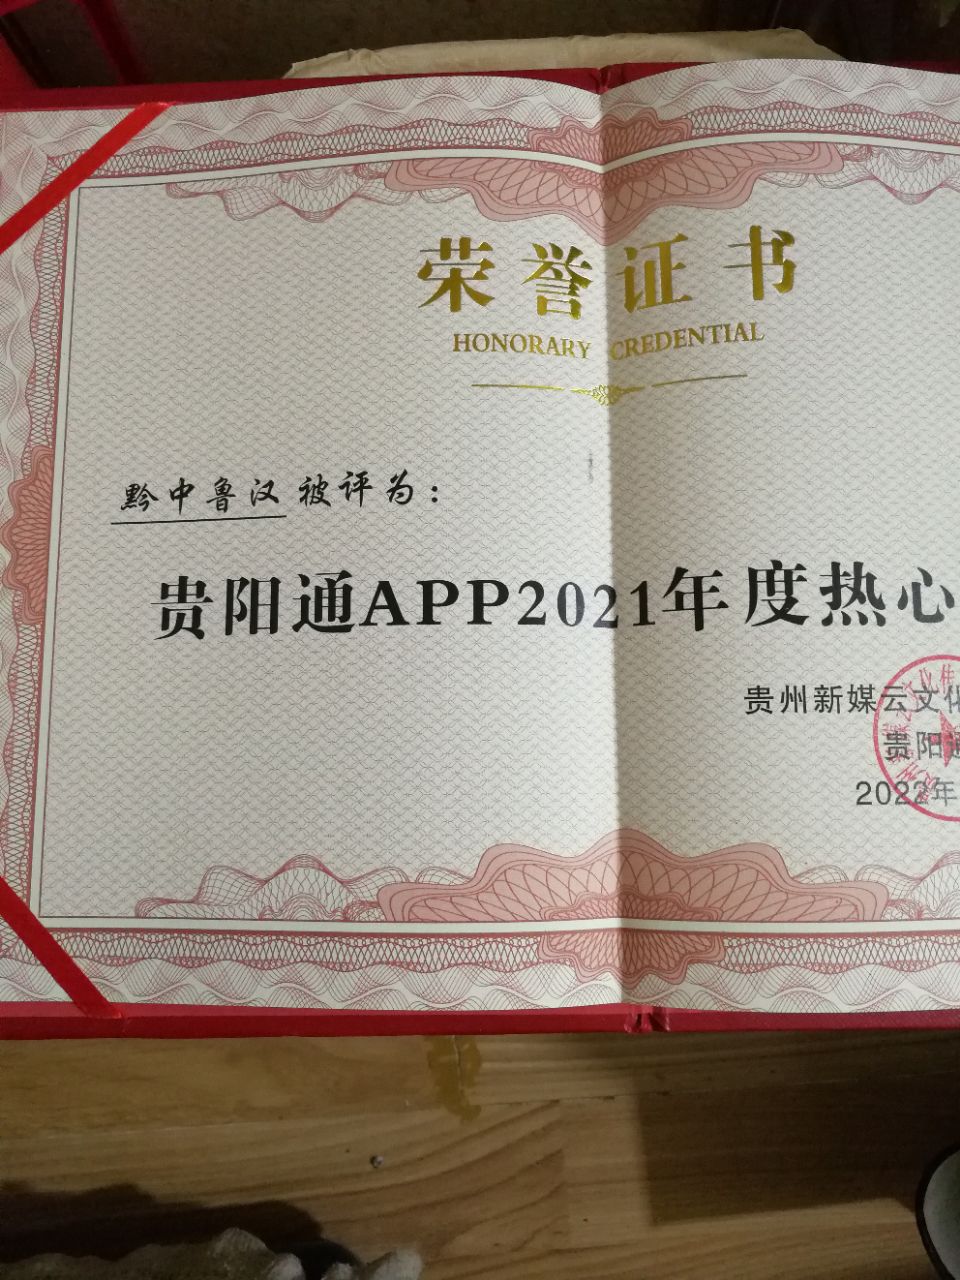 荣誉证书
HONORARY CREDENTIAL
黔中鲁汉 被评为：
贵阳通APP2021年度热心
贵州新媒云文化
贵阳通
2022年